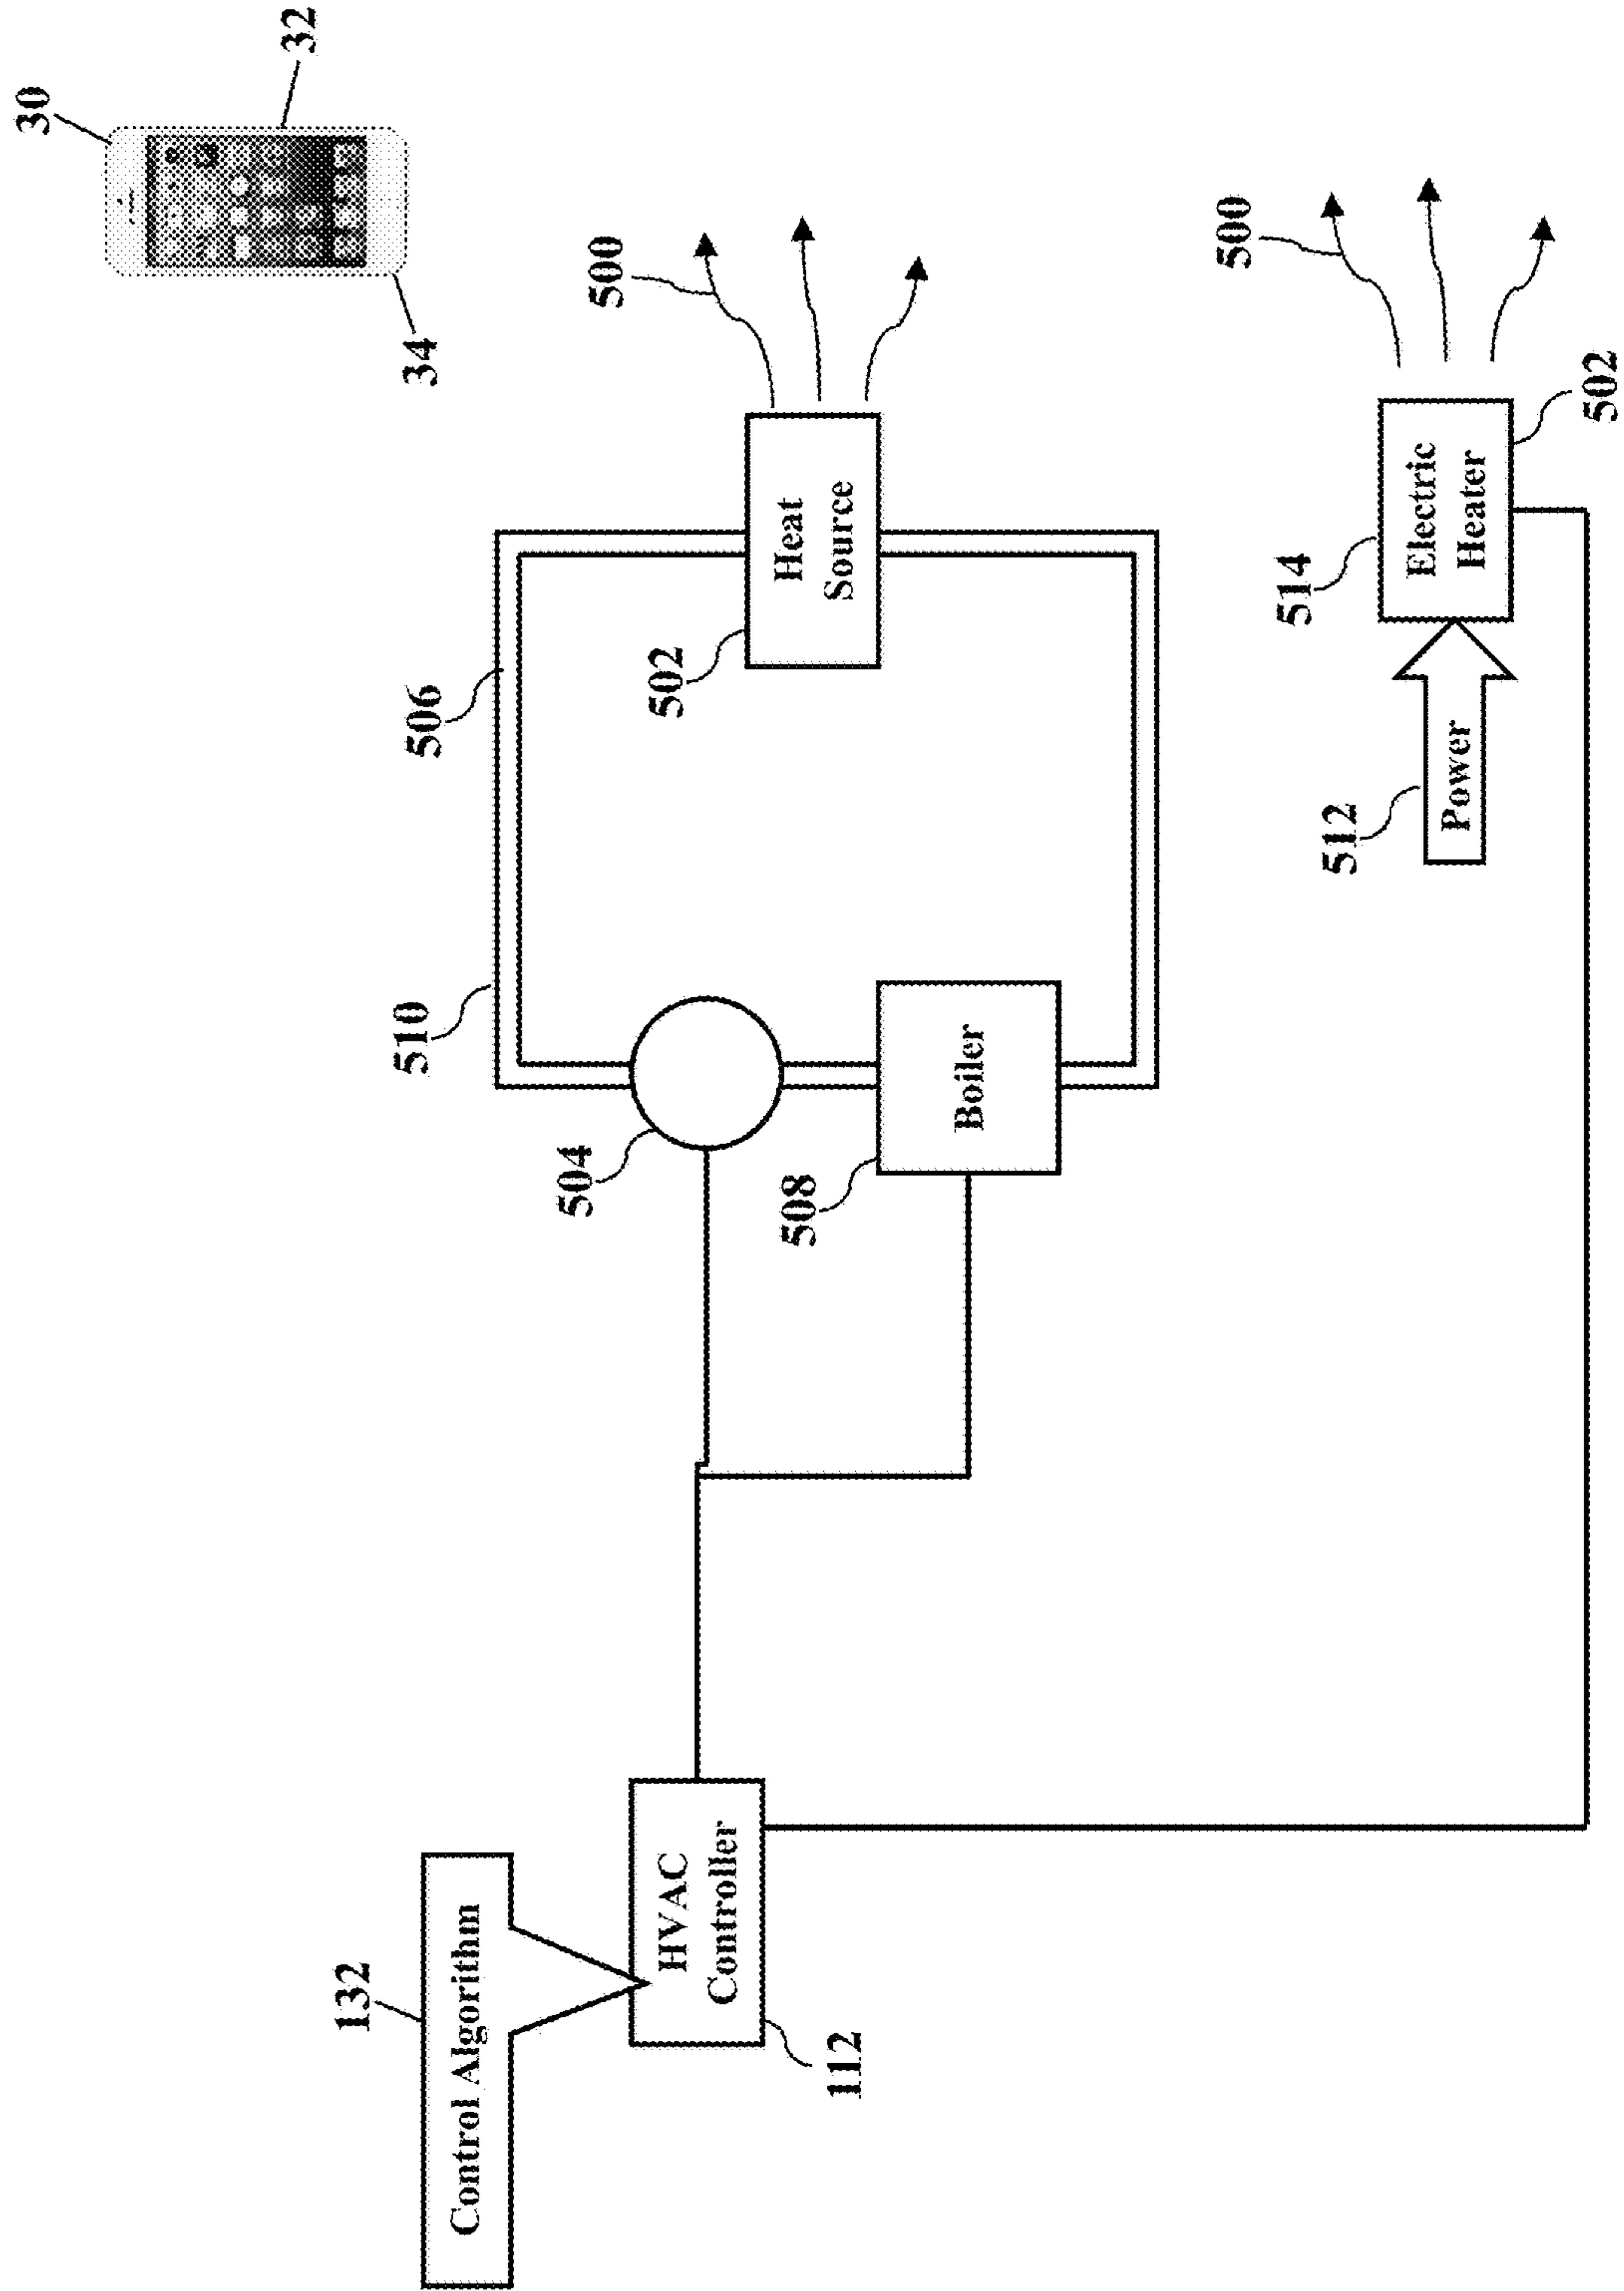 30
32
34
132
Control Algorithm
HVAC
Controller
112
510
506
504
508
Boiler
502
Heat
Source
500
512
Power
514
Electric
Heater
500
502